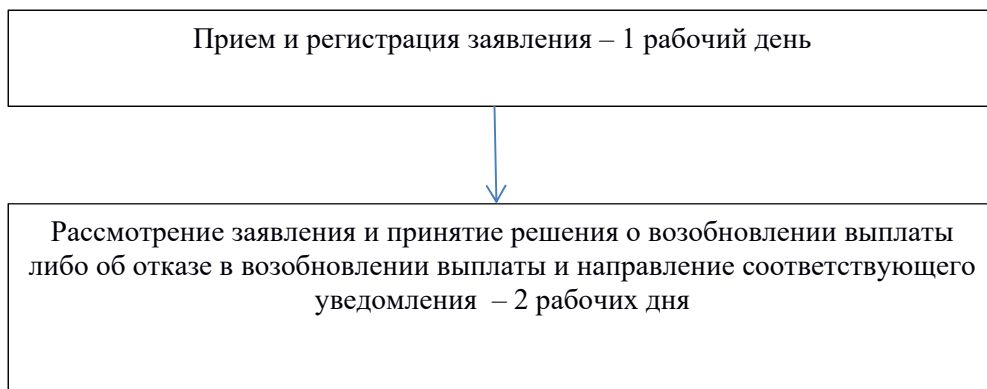 Прием и регистрация заявления – 1 рабочий день
Рассмотрение заявления и принятие решения о возобновлении выплаты
либо об отказе в возобновлении выплаты и направление соответствующего
уведомления – 2 рабочих дня